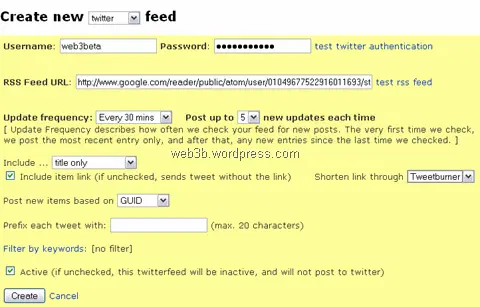 Create new twitter feed
Username: web3beta Password: ●●●●●●●●●●● test twitter authentication
RSS Feed URL: http://www.google.com/reader/public/atom/user/01049677522916011693/st test rss feed
Update frequency: Every 30 mins Post up to 5 new updates each time
[ Update Frequency describes how often we check your feed for new posts. The very first time we check,
we post the most recent entry only, and after that, any new entries since the last time we checked. ]
web3b.wordpress.com
Include ... title only
Include item link (if unchecked, sends tweet without the link) Shorten link through Tweetburner
Post new items based on GUID
Prefix each tweet with: (max. 20 characters)
Filter by keywords: [no filter]
Active (if unchecked, this twitterfeed will be inactive, and will not post to twitter)
Create Cancel